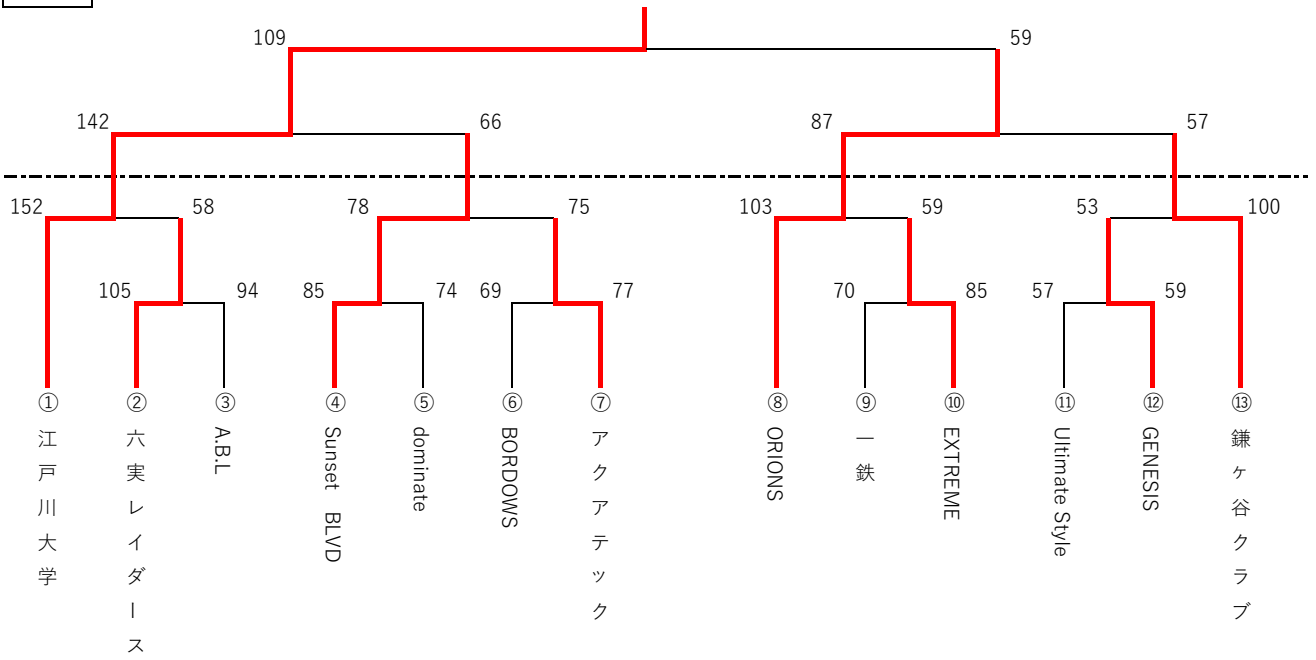 109 59
142 66 87 57
152 58 78 75 103 59 53 100
105 94 85 74 69 77 70 85 57 59
① ② ③ ④ ⑤ ⑥ ⑦ ⑧ ⑨ ⑩ ⑪ ⑫ ⑬
江戸川大学
六実レイダース
A.B.L
Sunset BLVD
dominate
BORDOWS
アクアテック
ORIONS
一鉄
EXTREME
Ultimate Style
GENESIS
鎌ヶ谷クラブ